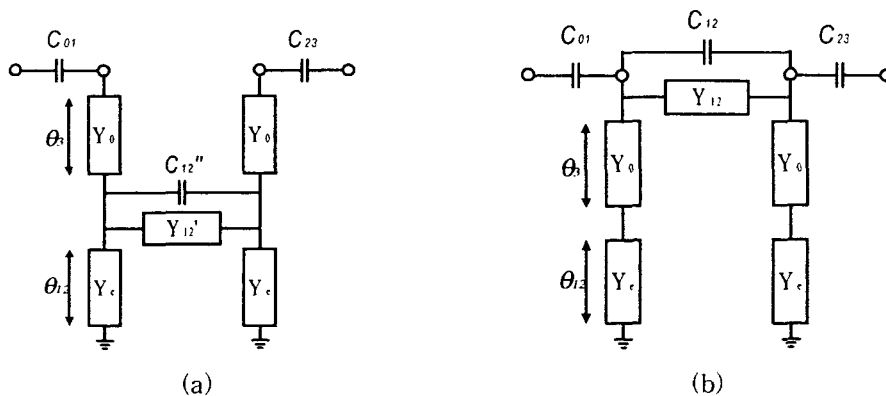 C01
C23
θ3
Y0
Y0
C12"
Y12'
θ12
Ye
Ye
(a)
C12
C01
C23
Y12
θ3
Y0
Y0
θ12
Ye
Ye
(b)